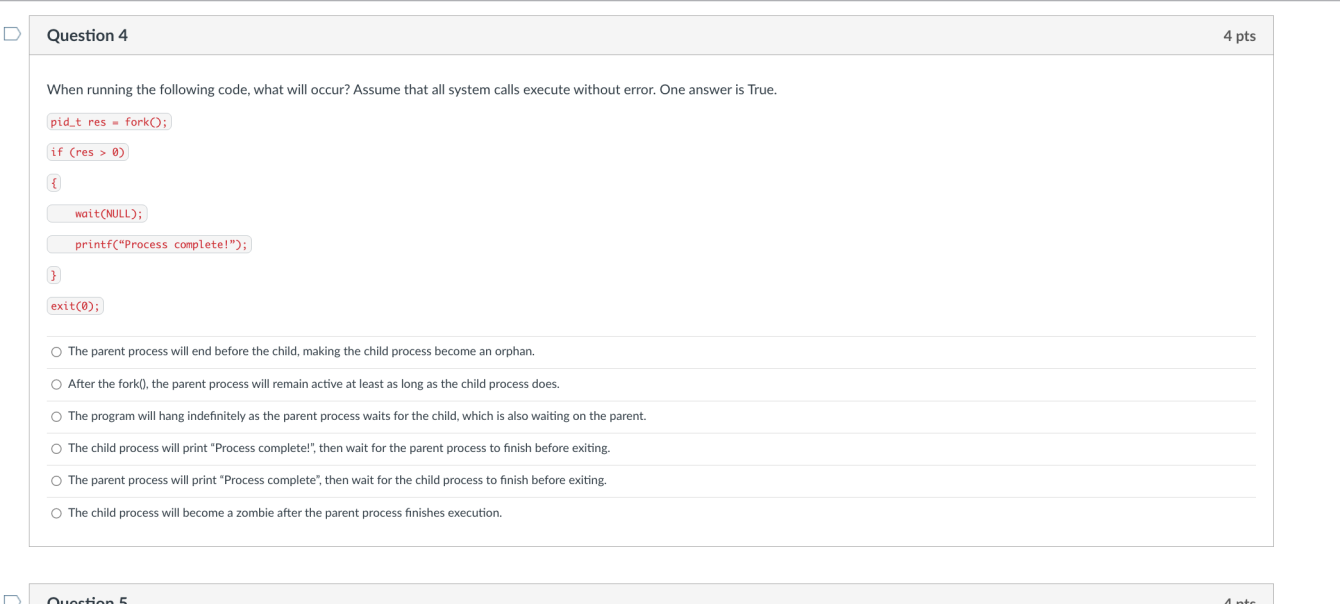 Question 4
4 pts
When running the following code, what will occur? Assume that all system calls execute without error. One answer is True.
pid_t res = fork();
if (res > 0)
{
    wait(NULL);
    printf(“Process complete!”);
}
exit(0);
The parent process will end before the child, making the child process become an orphan.
After the fork(), the parent process will remain active at least as long as the child process does.
The program will hang indefinitely as the parent process waits for the child, which is also waiting on the parent.
The child process will print “Process complete!”, then wait for the parent process to finish before exiting.
The parent process will print “Process complete”, then wait for the child process to finish before exiting.
The child process will become a zombie after the parent process finishes execution.
Question 5
4 pts